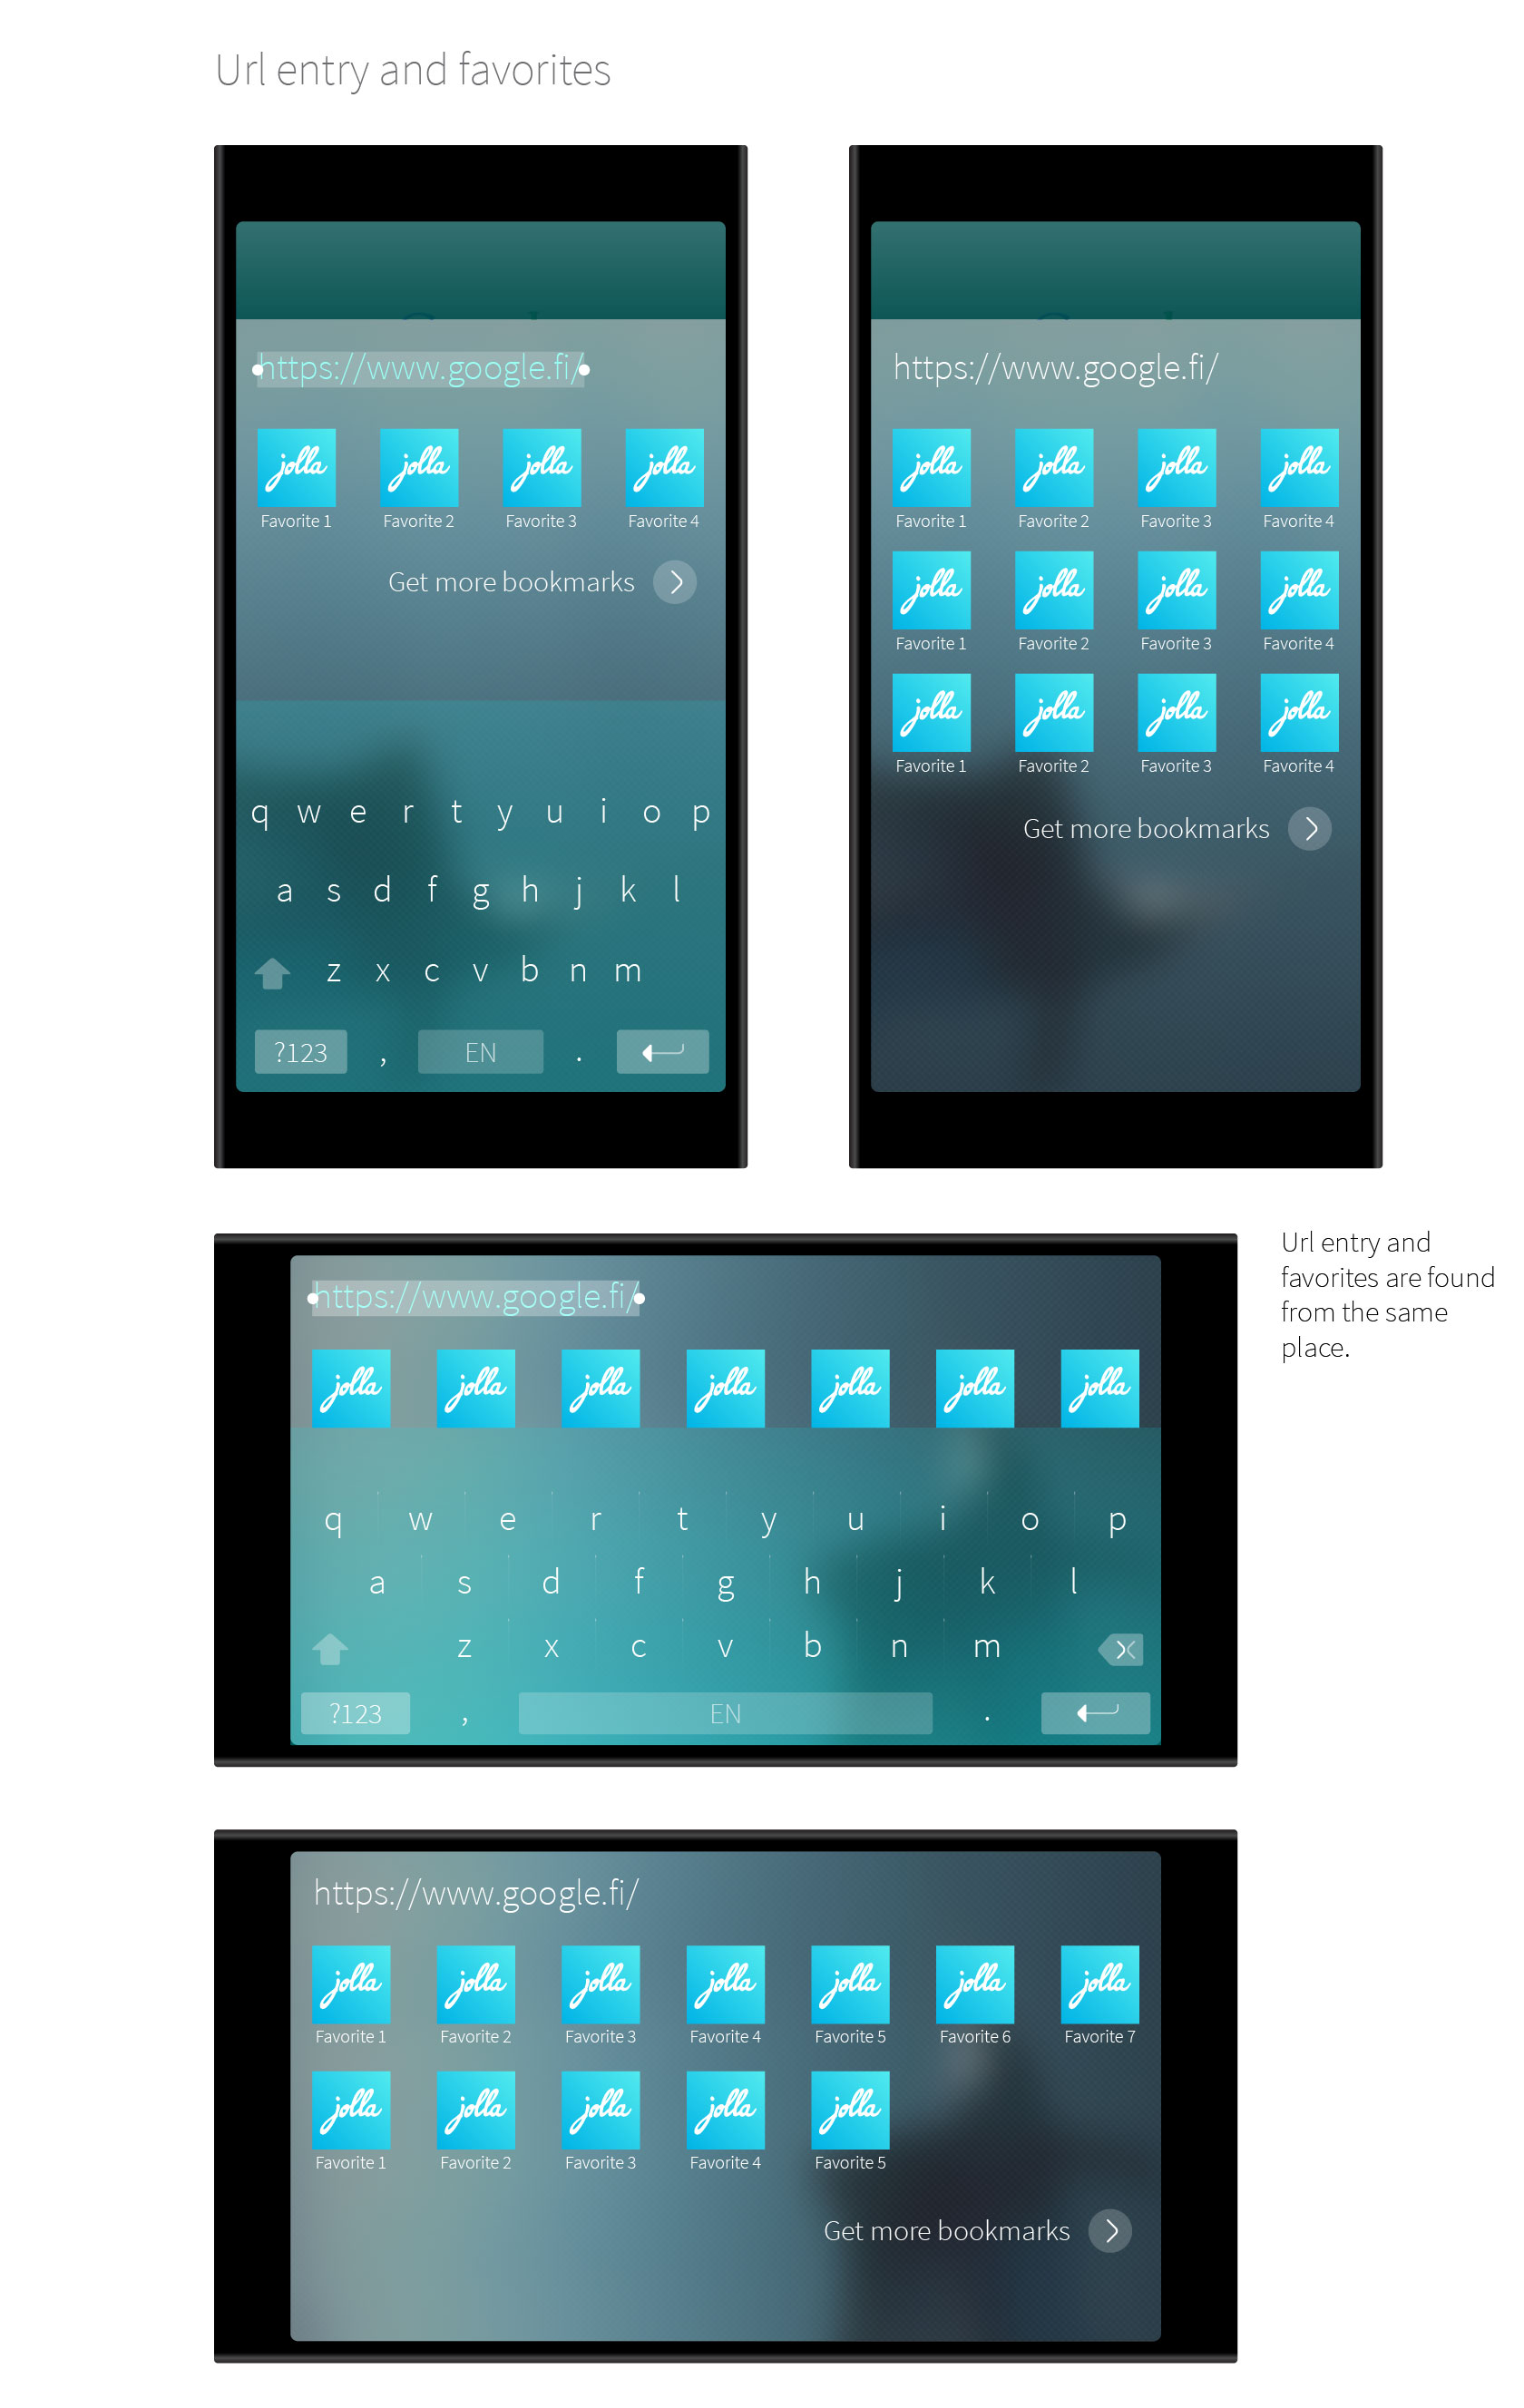 Url entry and favorites
https://www.google.fi/
jolla jolla jolla jolla
Favorite 1 Favorite 2 Favorite 3 Favorite 4
Get more bookmarks
q w e r t y u i o p
a s d f g h j k l
z x c v b n m
?123 , EN .
https://www.google.fi/
jolla jolla jolla jolla
Favorite 1 Favorite 2 Favorite 3 Favorite 4
jolla jolla jolla jolla
Favorite 1 Favorite 2 Favorite 3 Favorite 4
jolla jolla jolla jolla
Favorite 1 Favorite 2 Favorite 3 Favorite 4
Get more bookmarks
https://www.google.fi/
jolla jolla jolla jolla jolla jolla jolla
q w e r t y u i o p
a s d f g h j k l
z x c v b n m
?123 , EN .
Url entry and
favorites are found
from the same
place.
https://www.google.fi/
jolla jolla jolla jolla jolla jolla jolla
Favorite 1 Favorite 2 Favorite 3 Favorite 4 Favorite 5 Favorite 6 Favorite 7
jolla jolla jolla jolla jolla
Favorite 1 Favorite 2 Favorite 3 Favorite 4 Favorite 5
Get more bookmarks